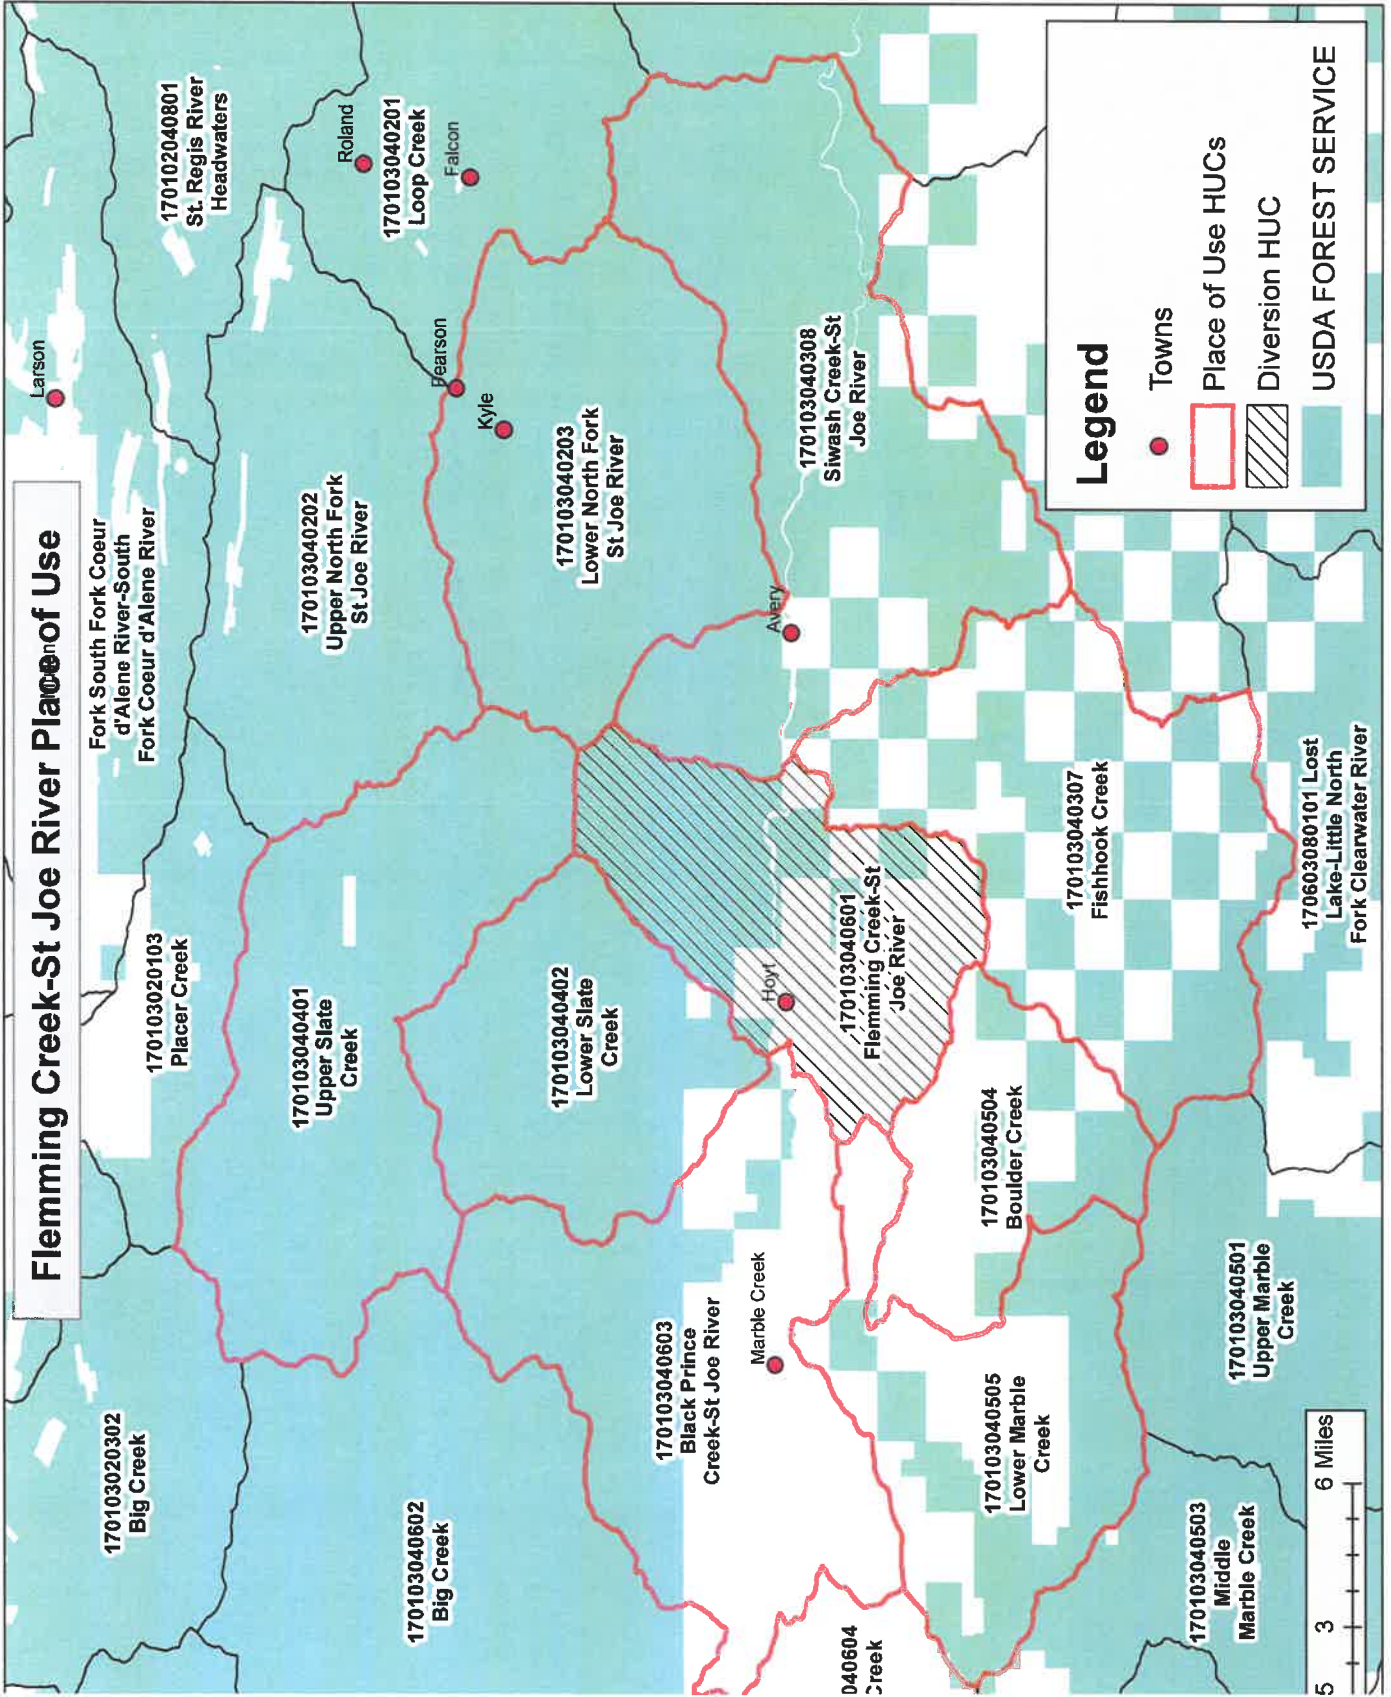 Flemming Creek-St Joe River Place of Use
Larson
Fork South Fork Coeur
d'Alene River-South
Fork Coeur d'Alene River
170102040801
St. Regis River
Headwaters
Roland
170103040201
Loop Creek
Falcon
Pearson
Kyle
170103040202
Upper North Fork
St Joe River
170103040203
Lower North Fork
St Joe River
170103020103
Placer Creek
170103040401
Upper Slate
Creek
170103040402
Lower Slate
Creek
170103020302
Big Creek
170103040602
Big Creek
170103040603
Black Prince
Creek-St Joe River
Marble Creek
Hoyt
170103040601
Flemming Creek-St
Joe River
Avery
170103040308
Siwash Creek-St
Joe River
170103040307
Fishhook Creek
170103040504
Boulder Creek
170103040505
Lower Marble
Creek
040604
Creek
170103040503
Middle
Marble Creek
170103040501
Upper Marble
Creek
170603080101 Lost
Lake-Little North
Fork Clearwater River
Legend
Towns
Place of Use HUCs
Diversion HUC
USDA FOREST SERVICE
5 3 6 Miles